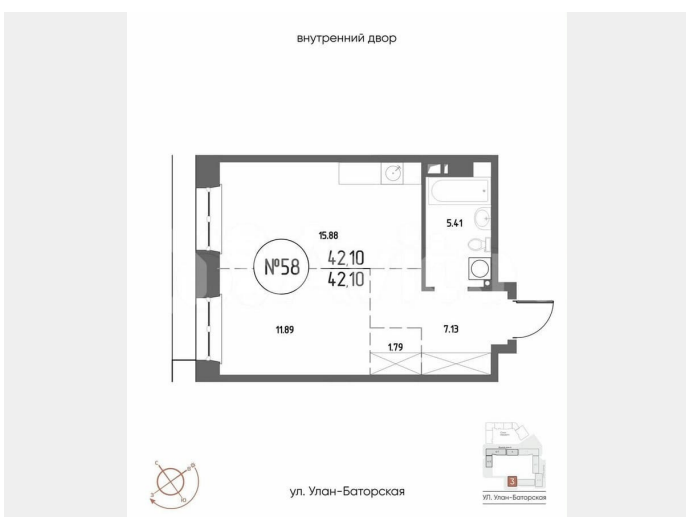 внутренний двор
15.88
5.41
№58
42,10
42,10
11.89
7.13
1.79
С
В
З
Ю
3
УЛ. Улан-Баторская
ул. Улан-Баторская